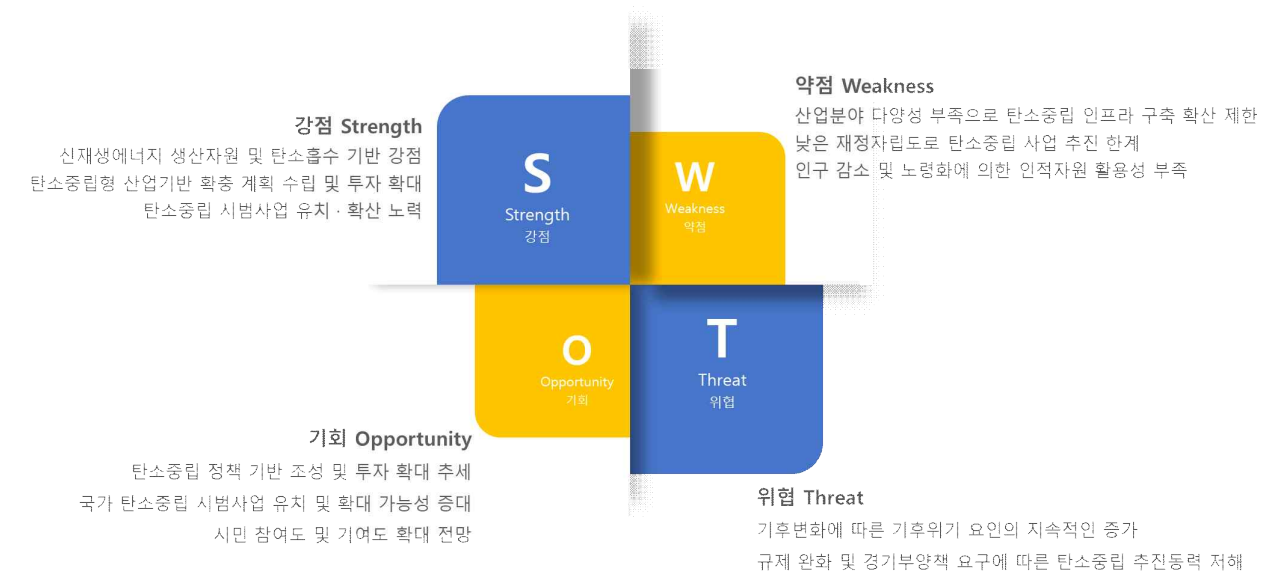 강점 Strength
신재생에너지 생산자원 및 탄소흡수 기반 강점
탄소중립형 산업기반 확충 계획 수립 및 투자 확대
탄소중립 시범사업 유치 · 확산 노력
S
Strength
강점
약점 Weakness
산업분야 다양성 부족으로 탄소중립 인프라 구축 확산 제한
낮은 재정자립도로 탄소중립 사업 추진 한계
인구 감소 및 노령화에 의한 인적자원 활용성 부족
W
Weakness
약점
O
Opportunity
기회
기회 Opportunity
탄소중립 정책 기반 조성 및 투자 확대 추세
국가 탄소중립 시범사업 유치 및 확대 가능성 증대
시민 참여도 및 기여도 확대 전망
T
Threat
위협
위협 Threat
기후변화에 따른 기후위기 요인의 지속적인 증가
규제 완화 및 경기부양책 요구에 따른 탄소중립 추진동력 저해